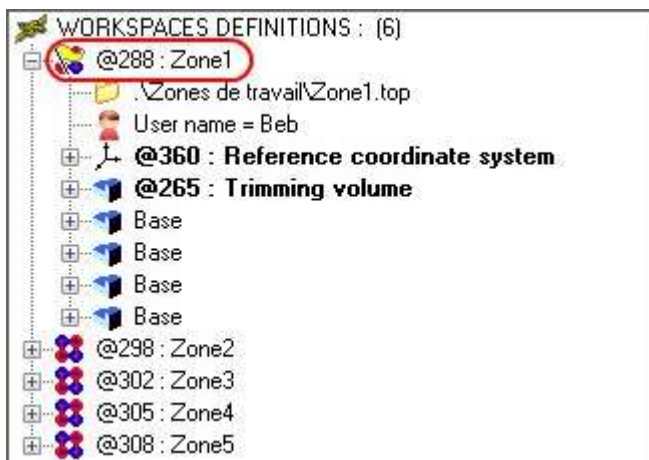 WORKSPACES DEFINITIONS : (6)
@288 : Zone1
.\Zones de travail\Zone1.top
User name = Beb
@360 : Reference coordinate system
@265 : Trimming volume
Base
Base
Base
Base
@298 : Zone2
@302 : Zone3
@305 : Zone4
@308 : Zone5